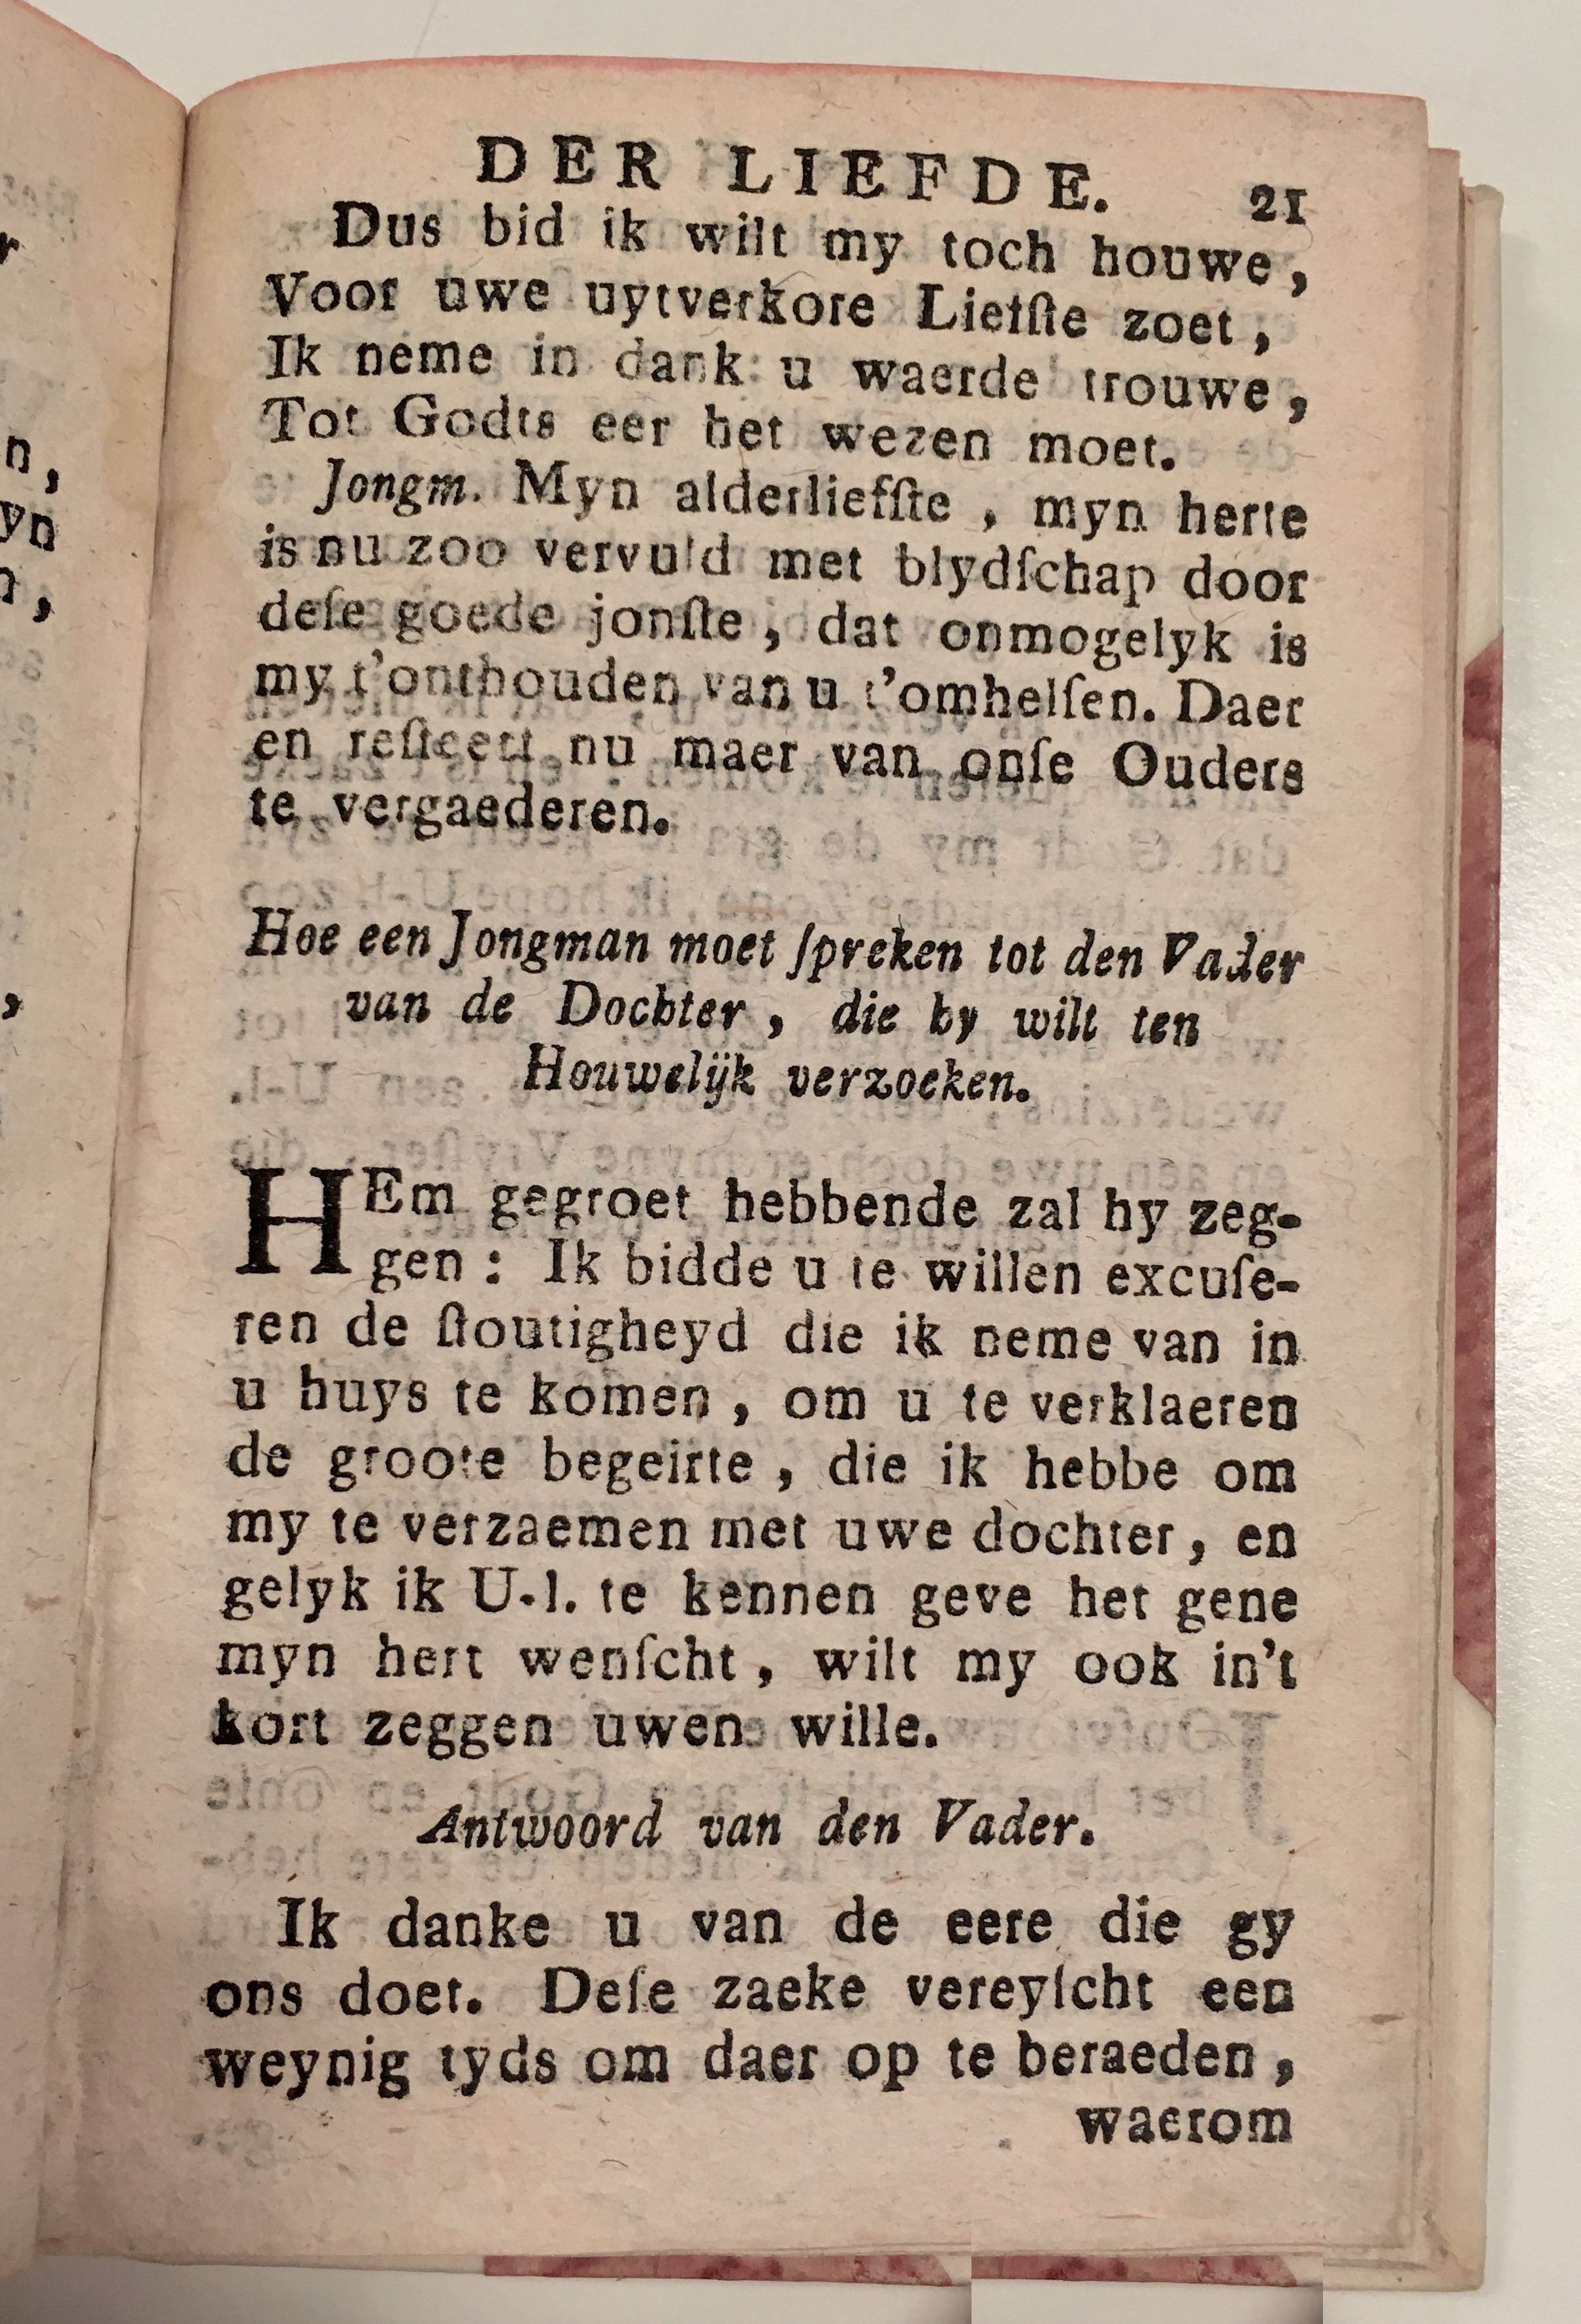 DER LIEFDE. 21
Dus bid ik wilt my toch houwe,
Voor uwe uytverkore Liefſte zoet,
Ik neme in dank u waerde trouwe,
Tot Godts eer het wezen moet.
Jongm. Myn alderliefſte, myn herte
is nu zoo vervuld met blydſchap door
deſe goede jonſte, dat onmogelyk is
my t'onthouden van u t'omhelſen. Daer
en reſteert nu maer van onſe Ouders
te vergaederen.
Hoe een Jongman moet ſpreken tot den Vader
van de Dochter, die hy wilt ten
Houwelijk verzoeken.
HEm gegroet hebbende zal hy zeg-
gen: Ik bidde u te willen excuſe-
ren de ſtoutigheyd die ik neme van in
u huys te komen, om u te verklaeren
de groote begeirte, die ik hebbe om
my te verzaemen met uwe dochter, en
gelyk ik U-l. te kennen geve het gene
myn hert wenſcht, wilt my ook in't
kort zeggen uwen wille.
Antwoord van den Vader.
Ik danke u van de eere die gy
ons doet. Deſe zaeke vereyſcht een
weynig tyds om daer op te beraeden,
waerom